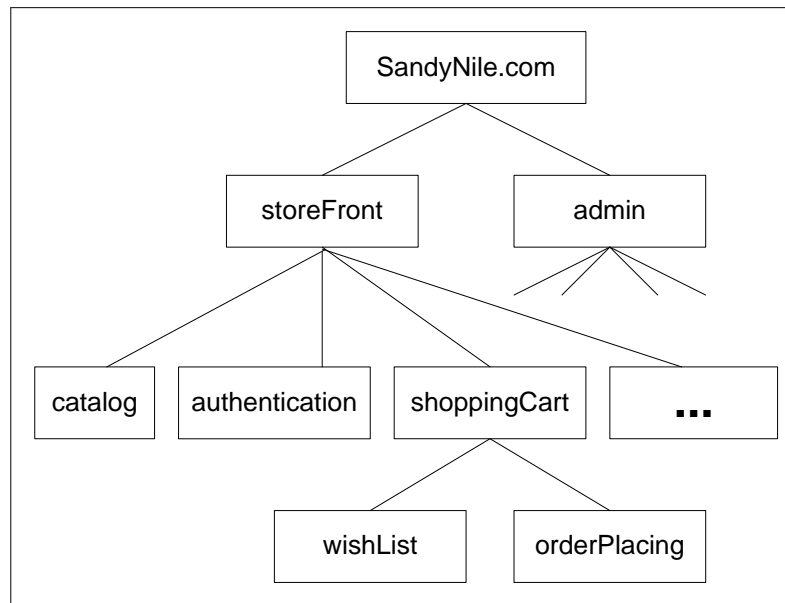 SandyNile.com
storeFront
admin
catalog
authentication
shoppingCart
...
wishList
orderPlacing